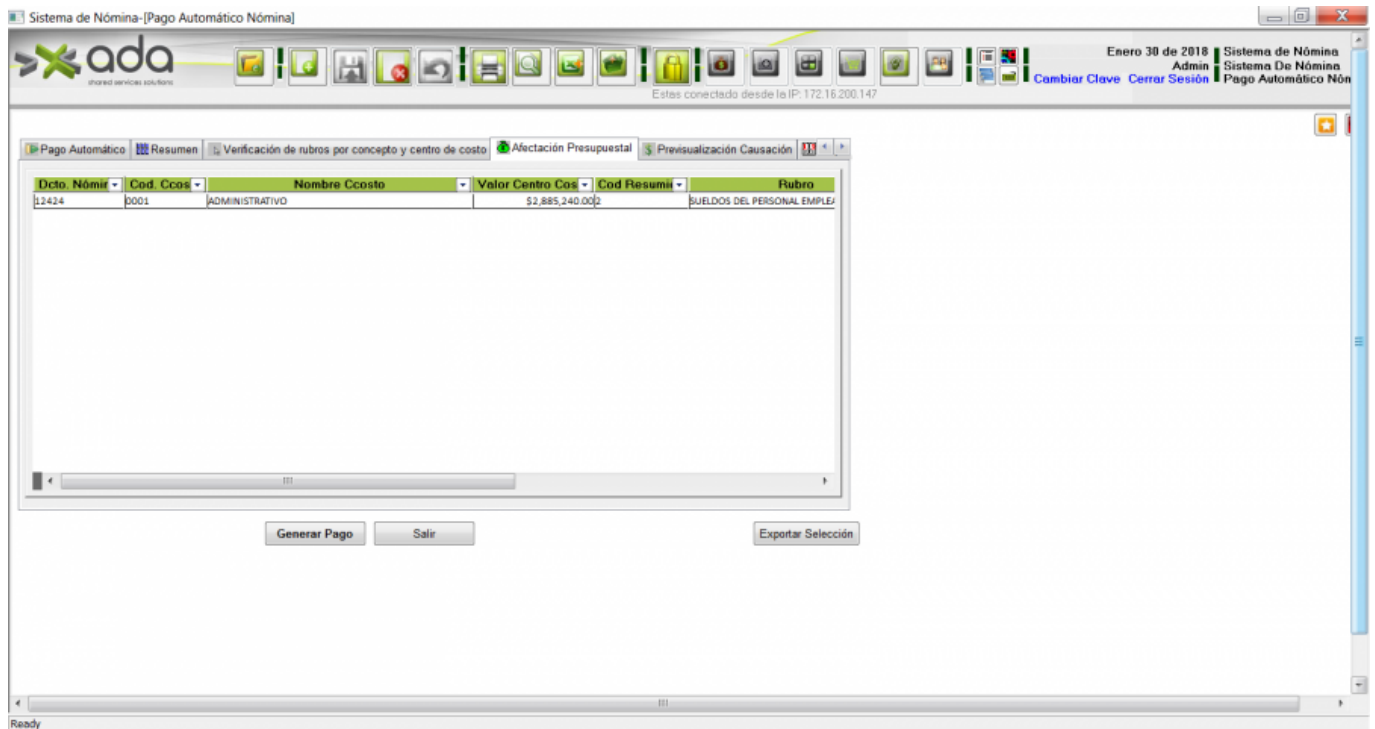 Sistema de Nómina-[Pago Automático Nómina]
ada
shared services solutions
Enero 30 de 2018 Sistema de Nómina
Admin Sistema De Nómina
Cambiar Clave Cerrar Sesión Pago Automático Nón
Estas conectado desde la IP: 172.16.200.147
Pago Automático Resumen Verificación de rubros por concepto y centro de costo Afectación Presupuestal Previsualización Causación
Dcto. Nómir Cod. Ccos Nombre Ccosto Valor Centro Cos Cod Resumii Rubro
12424 0001 ADMINISTRATIVO $2,885,240.00 2 SUELDOS DEL PERSONAL EMPLEA
Generar Pago Salir Exportar Selección
Ready